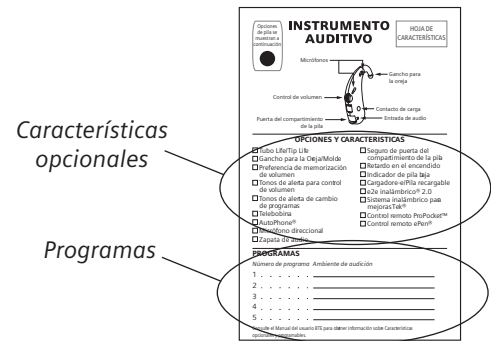 Opciones
de pila se
muestran a
continuación
INSTRUMENTO
AUDITIVO
HOJA DE
CARACTERÍSTICAS
Micrófonos
Gancho para
la oreja
Control de volumen
Contacto de carga
Puerta del compartimiento
de la pila
Entrada de audio
Características
opcionales
OPCIONES Y CARACTERISTICAS
Tubo Life/Tip Life
Gancho para la Oreja/Molde
Preferencia de memorización
de volumen
Tonos de alerta para control
de volumen
Tonos de alerta de cambio
de programas
Telebobina
AutoPhone®
Micrófono direccional
Zapata de audio
Seguro de puerta del
compartimiento de la pila
Retardo en el encendido
Indicador de pila baja
Cargadore-e/Pila recargable
e2e inalámbrico® 2.0
Sistema inalámbrico para
mejoras Tek®
Control remoto ProPocket™
Control remoto ePen®
Programas
PROGRAMAS
Número de programa Ambiente de audición
1 . . . . . .
2 . . . . . .
3 . . . . . .
4 . . . . . .
5 . . . . . .
Consulte el Manual del usuario BTE para obtener información sobre Características
opcionales y programables.